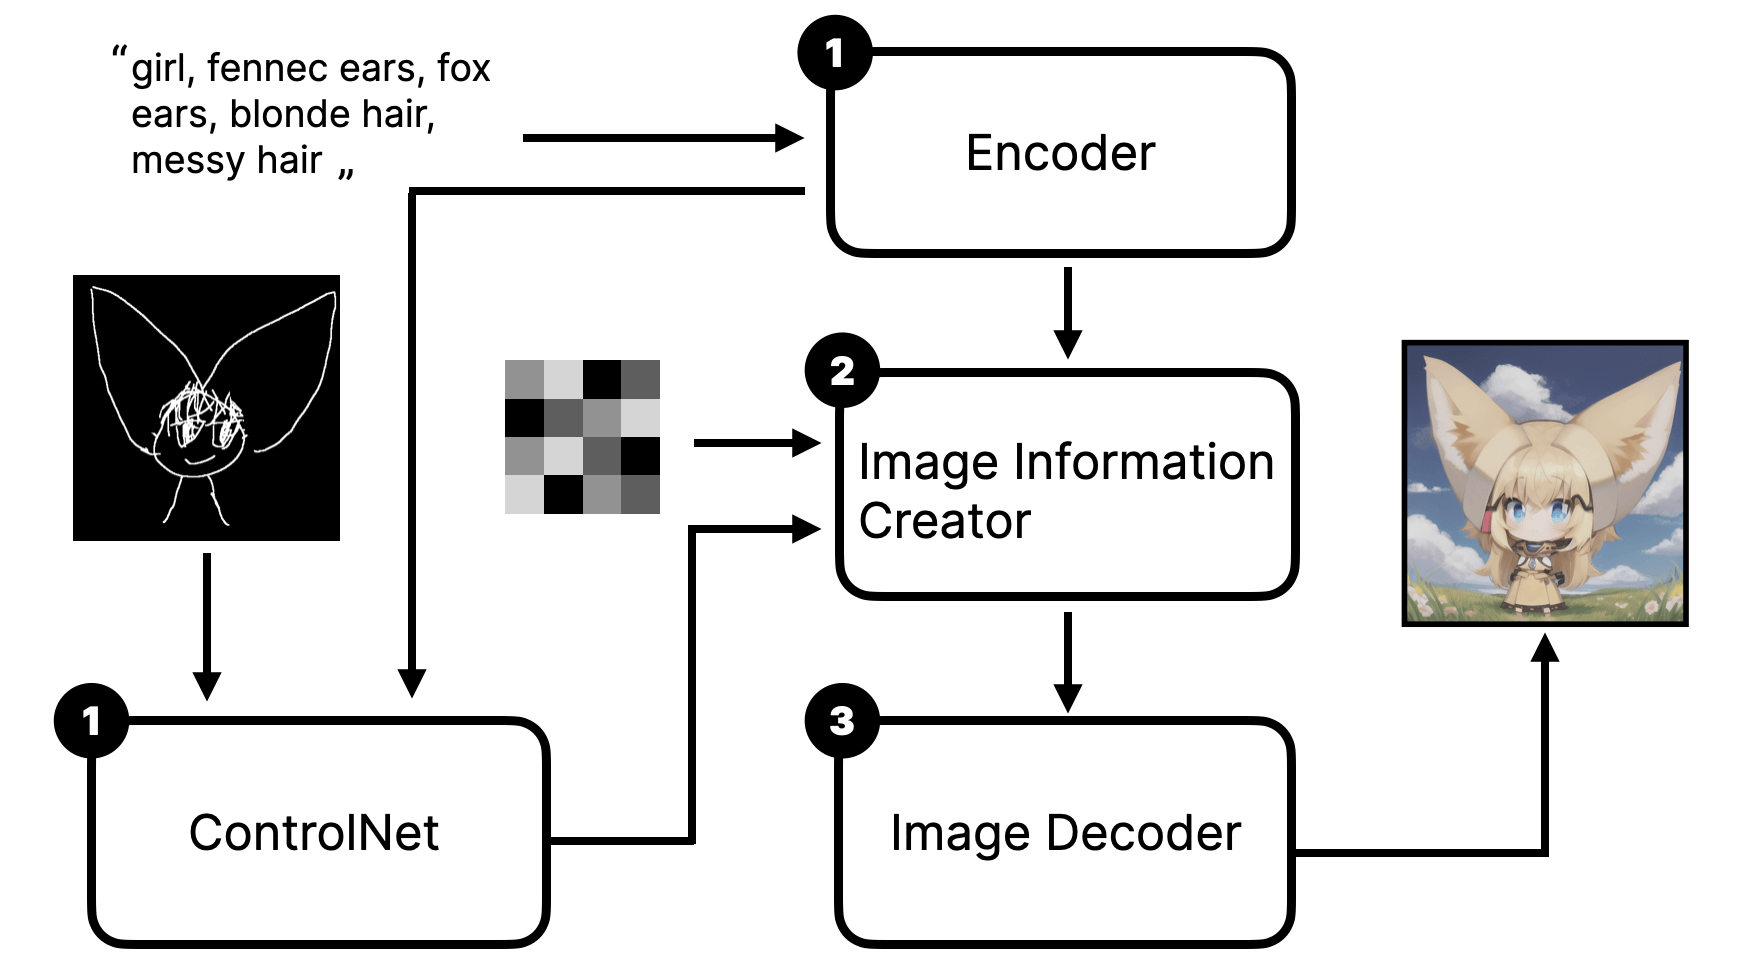 “ girl, fennec ears, fox
ears, blonde hair,
messy hair „
1
Encoder
2
Image Information
Creator
1
ControlNet
3
Image Decoder